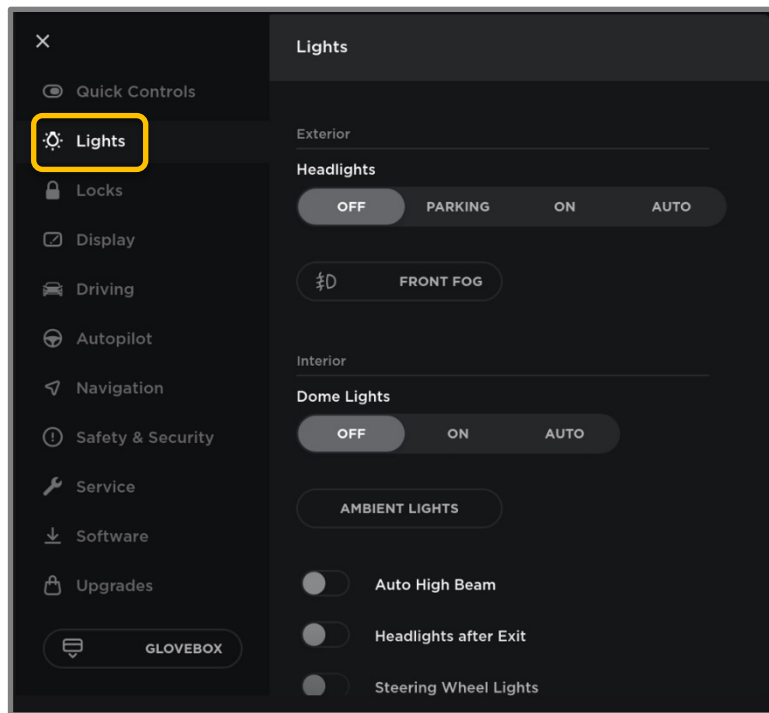 Lights
Quick Controls
Lights
Locks
Display
Driving
Autopilot
Navigation
Safety & Security
Service
Software
Upgrades
GLOVEBOX
Exterior
Headlights
OFF PARKING ON AUTO
FRONT FOG
Interior
Dome Lights
OFF ON AUTO
AMBIENT LIGHTS
Auto High Beam
Headlights after Exit
Steering Wheel Lights